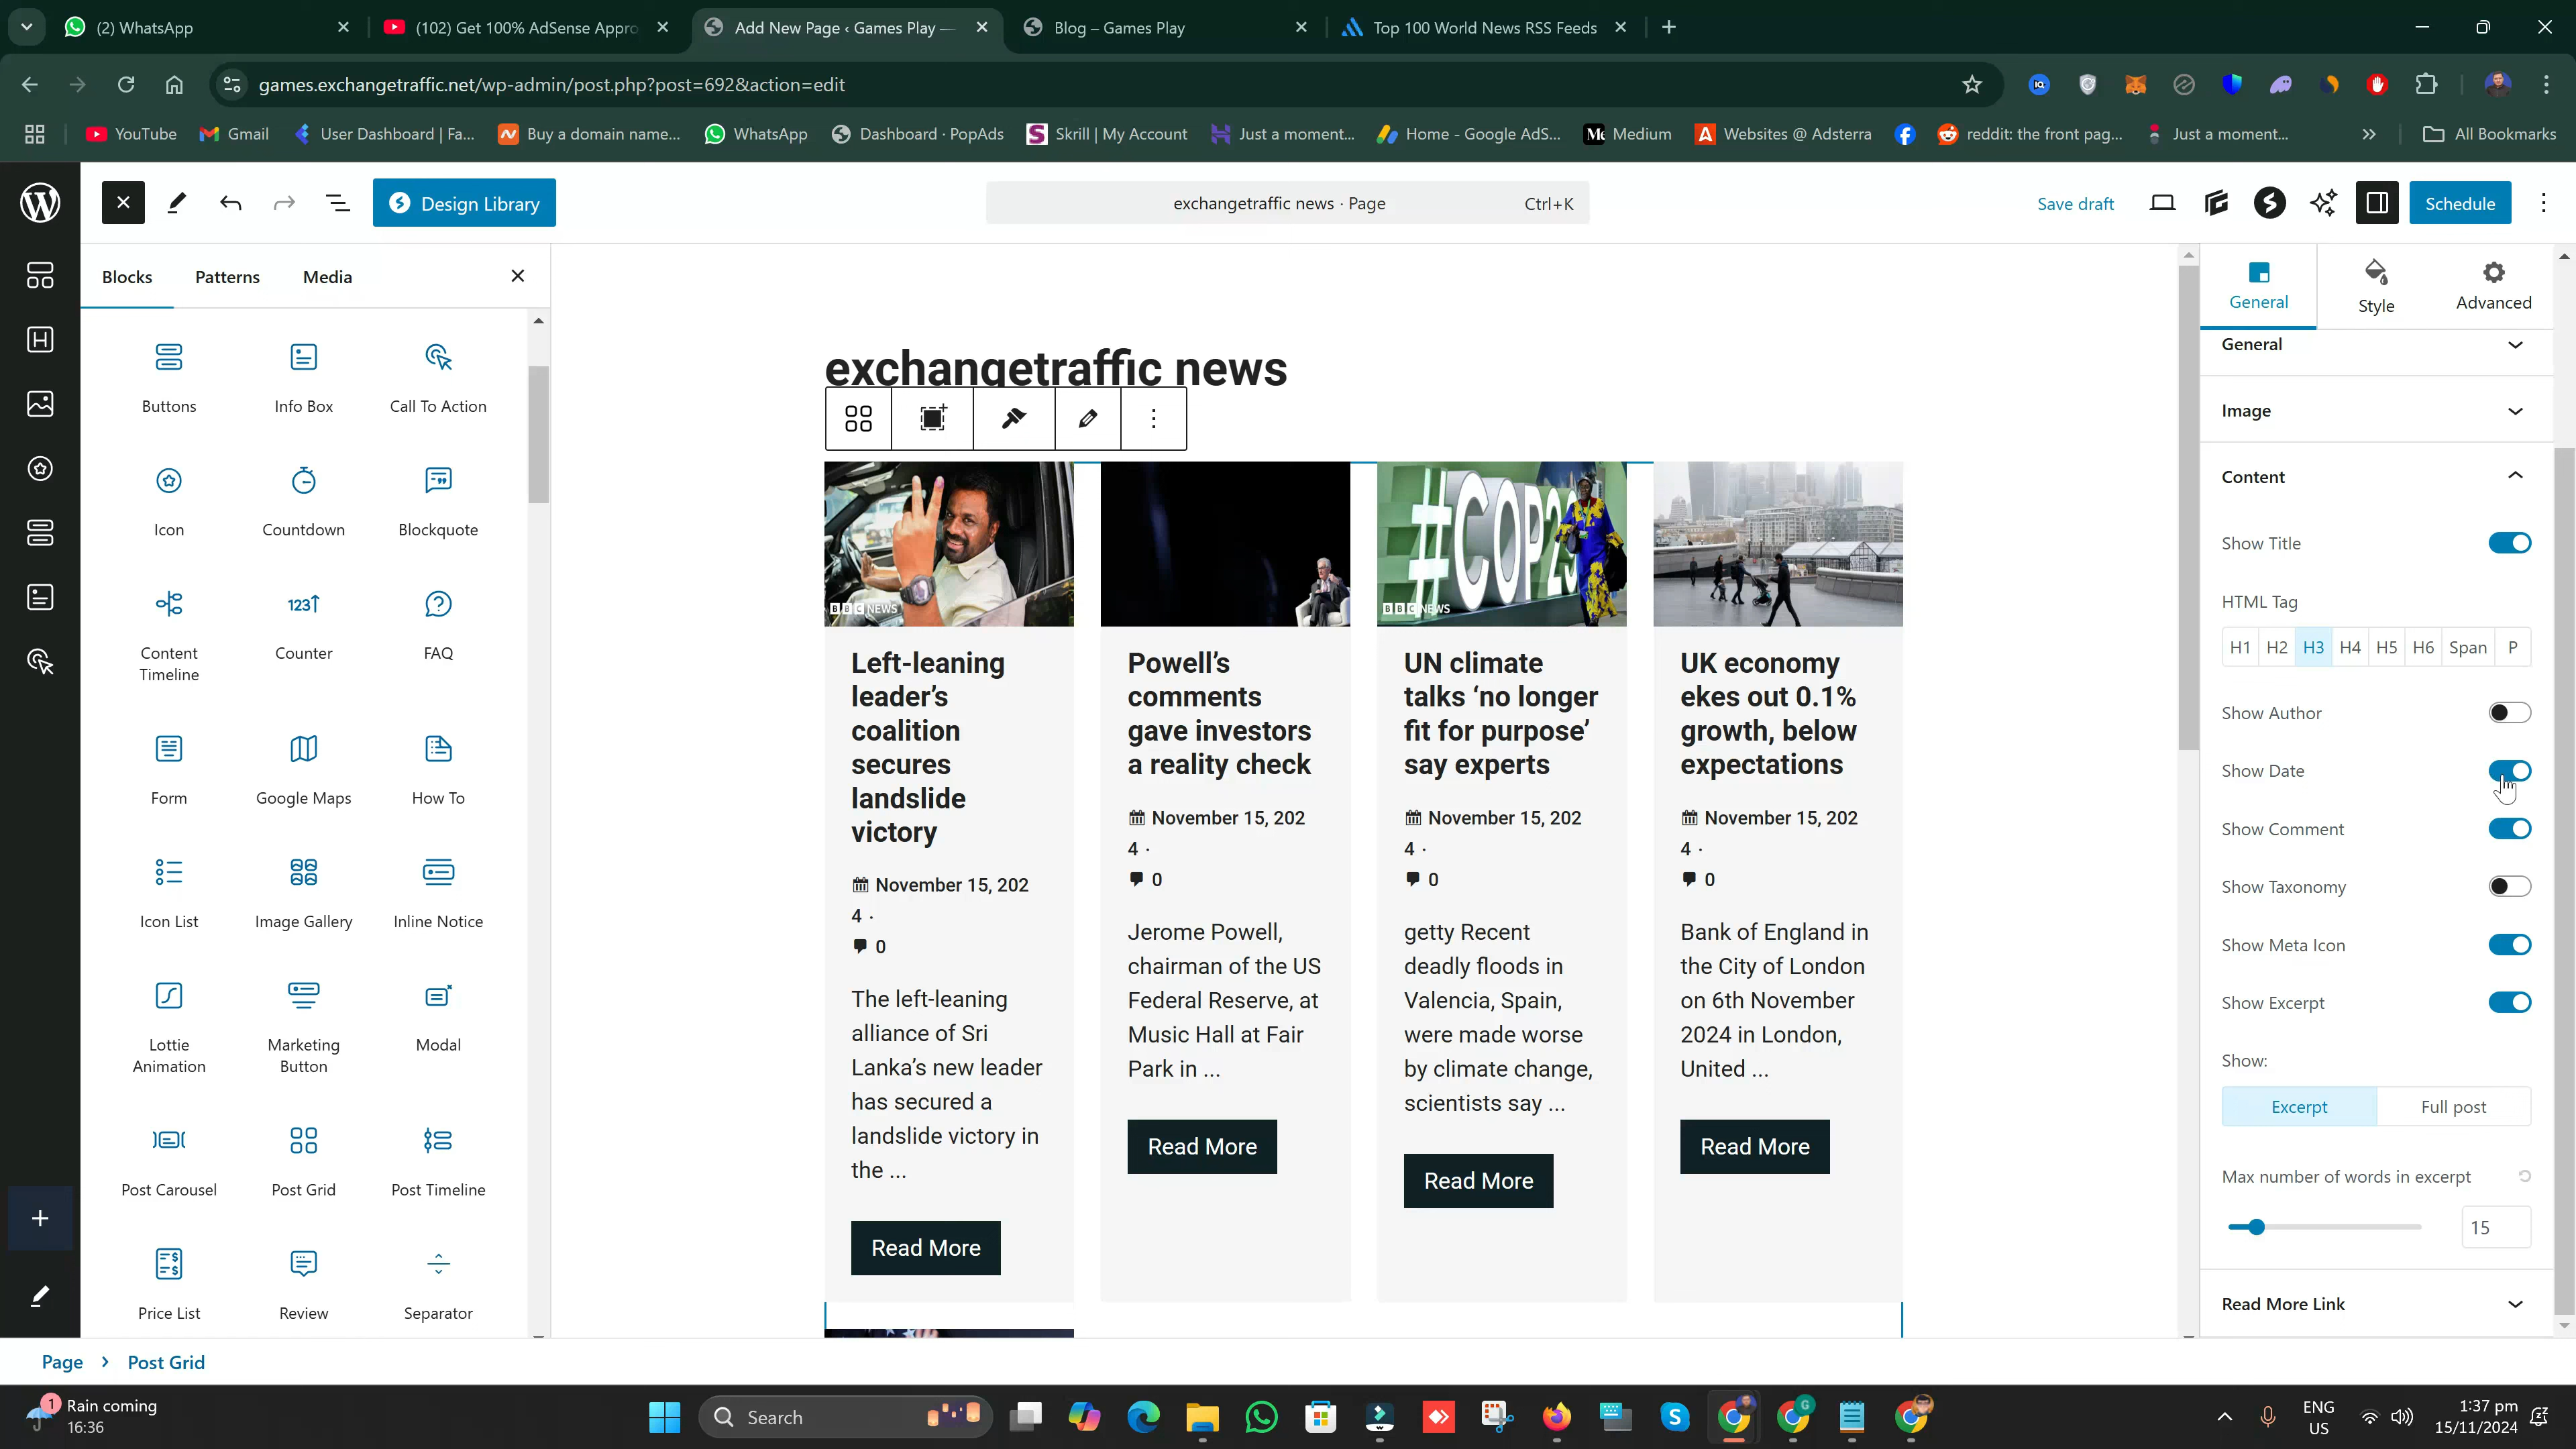 (2) WhatsApp
(102) Get 100% AdSense Appro
Add New Page ‹ Games Play —
Blog – Games Play
Top 100 World News RSS Feeds
games.exchangetraffic.net/wp-admin/post.php?post=692&action=edit
YouTube
Gmail
User Dashboard | Fa...
Buy a domain name...
WhatsApp
Dashboard · PopAds
Skrill | My Account
Just a moment...
Home - Google AdS...
Medium
Websites @ Adsterra
reddit: the front pag...
Just a moment...
All Bookmarks
Design Library
exchangetraffic news · Page
Ctrl+K
Save draft
Schedule
Blocks
Patterns
Media
Buttons
Info Box
Call To Action
Icon
Countdown
Blockquote
Content
Timeline
Counter
FAQ
Form
Google Maps
How To
Icon List
Image Gallery
Inline Notice
Lottie
Animation
Marketing
Button
Modal
Post Carousel
Post Grid
Post Timeline
Price List
Review
Separator
exchangetraffic news
BBC NEWS
Left-leaning
leader’s
coalition
secures
landslide
victory
November 15, 202
4 ·
0
The left-leaning
alliance of Sri
Lanka’s new leader
has secured a
landslide victory in
the ...
Read More
Powell’s
comments
gave investors
a reality check
November 15, 202
4 ·
0
Jerome Powell,
chairman of the US
Federal Reserve, at
Music Hall at Fair
Park in ...
Read More
#COP29
BBC NEWS
UN climate
talks ‘no longer
fit for purpose’
say experts
November 15, 202
4 ·
0
getty Recent
deadly floods in
Valencia, Spain,
were made worse
by climate change,
scientists say ...
Read More
UK economy
ekes out 0.1%
growth, below
expectations
November 15, 202
4 ·
0
Bank of England in
the City of London
on 6th November
2024 in London,
United ...
Read More
General
Style
Advanced
General
Image
Content
Show Title
HTML Tag
H1 H2 H3 H4 H5 H6 Span P
Show Author
Show Date
Show Comment
Show Taxonomy
Show Meta Icon
Show Excerpt
Show:
Excerpt
Full post
Max number of words in excerpt
15
Read More Link
Page
Post Grid
1
Rain coming
16:36
Search
ENG
US
1:37 pm
15/11/2024